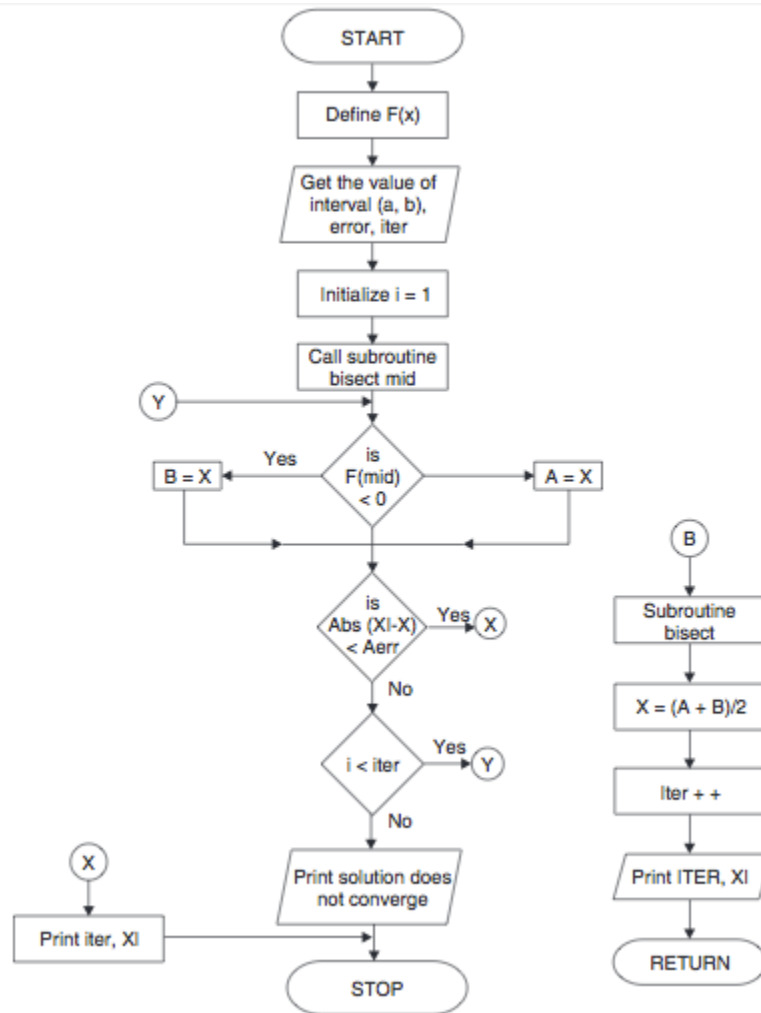 START
Define F(x)
Get the value of
interval (a, b),
error, iter
Initialize i = 1
Call subroutine
bisect mid
Y
is
F(mid)
< 0
Yes
B = X
A = X
is
Abs (XI-X)
< Aerr
Yes
X
No
i < iter
Yes
Y
No
Print solution does
not converge
X
Print iter, XI
STOP
B
Subroutine
bisect
X = (A + B)/2
Iter + +
Print ITER, XI
RETURN